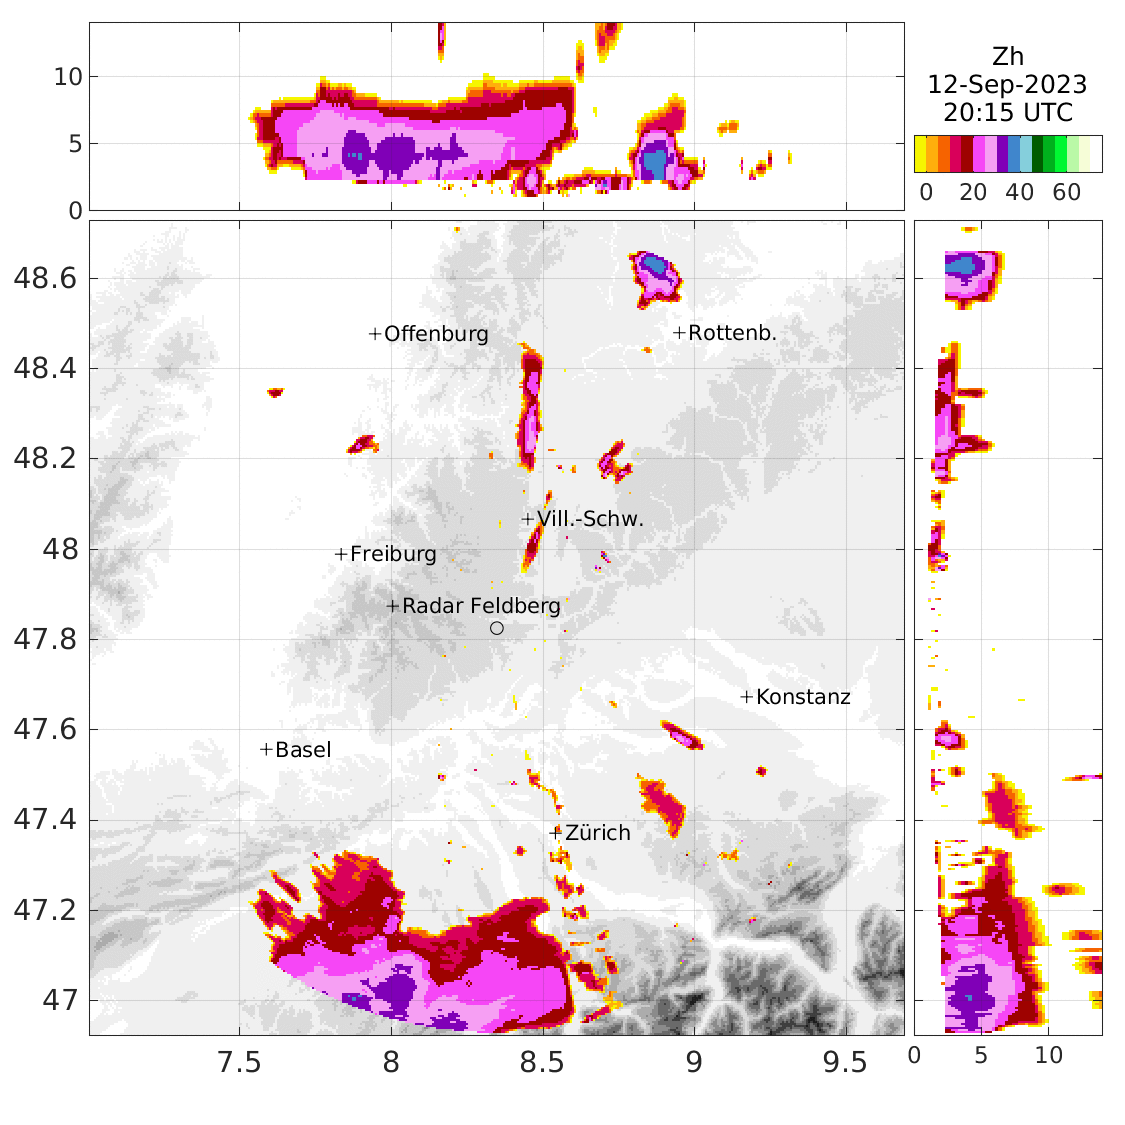 Zh
12-Sep-2023
20:15 UTC
0 20 40 60
10
5
0
48.6
48.4
48.2
48
47.8
47.6
47.4
47.2
47
+Offenburg
+Rottenb.
+Vill.-Schw.
+Freiburg
+Radar Feldberg
+Konstanz
+Basel
+Zürich
7.5 8 8.5 9 9.5
0 5 10